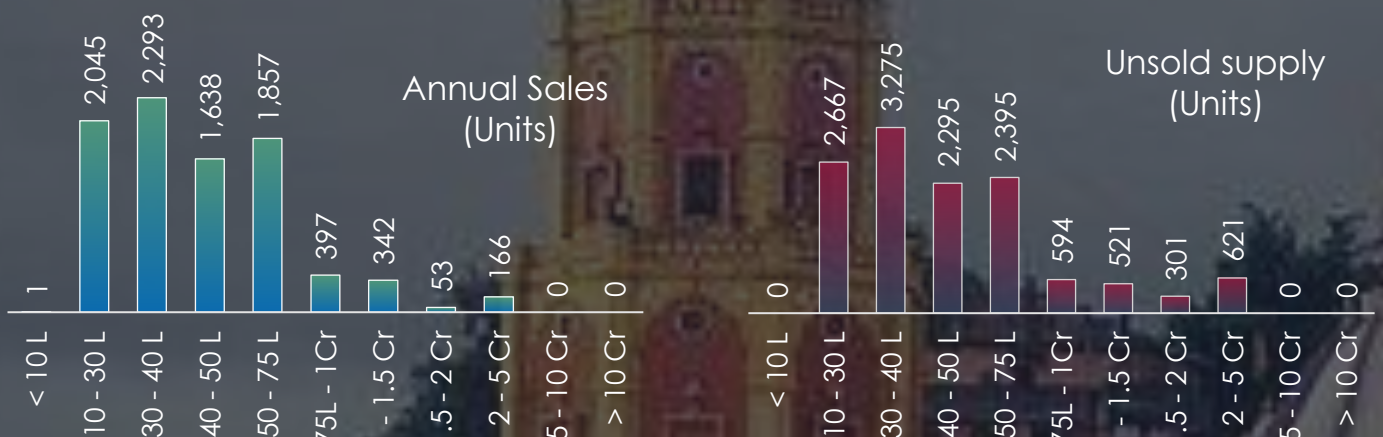 Annual Sales
(Units)
1
2,045
2,293
1,638
1,857
397
342
53
166
0
0
< 10 L
10 - 30 L
30 - 40 L
40 - 50 L
50 - 75 L
75L - 1Cr
- 1.5 Cr
.5 - 2 Cr
2 - 5 Cr
5 - 10 Cr
> 10 Cr
Unsold supply
(Units)
0
2,667
3,275
2,295
2,395
594
521
301
621
0
0
< 10 L
10 - 30 L
30 - 40 L
40 - 50 L
50 - 75 L
75L - 1Cr
- 1.5 Cr
.5 - 2 Cr
2 - 5 Cr
5 - 10 Cr
> 10 Cr